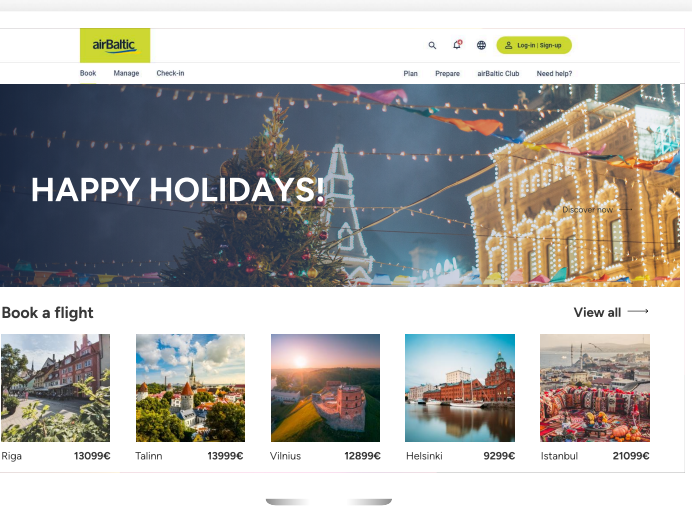 airBaltic
Log-in | Sign-up
Book Manage Check-in
Plan Prepare airBaltic Club Need help?
HAPPY HOLIDAYS!
Discover now
Book a flight
View all
Riga 13099€
Talinn 13999€
Vilnius 12899€
Helsinki 9299€
Istanbul 21099€